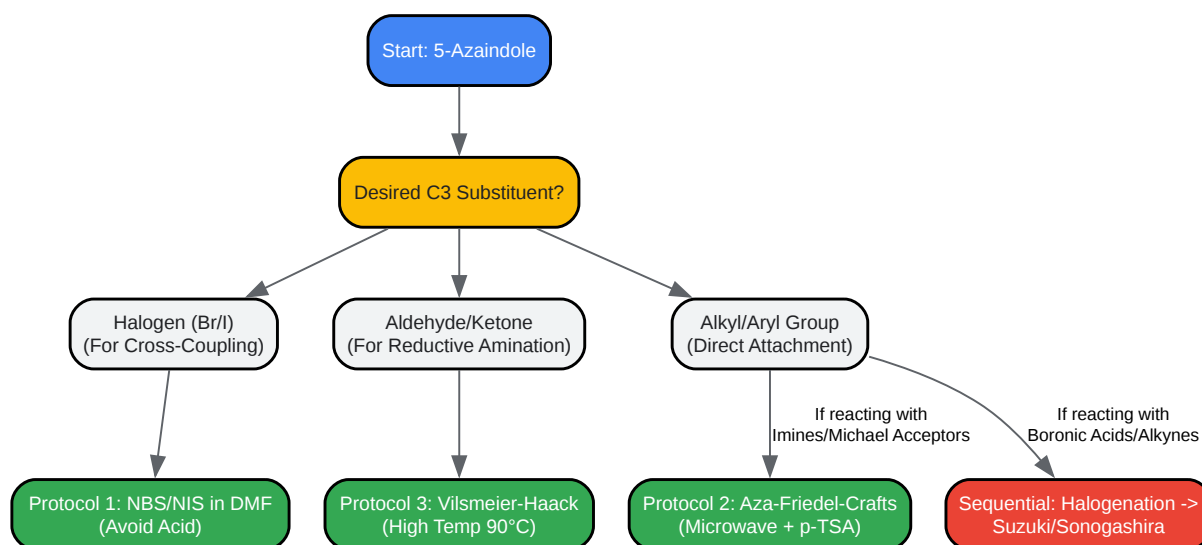 Start: 5-Azaindole
Desired C3 Substituent?
Halogen (Br/I)
(For Cross-Coupling)
Aldehyde/Ketone
(For Reductive Amination)
Alkyl/Aryl Group
(Direct Attachment)
If reacting with
Imines/Michael Acceptors
If reacting with
Boronic Acids/Alkynes
Protocol 1: NBS/NIS in DMF
(Avoid Acid)
Protocol 3: Vilsmeier-Haack
(High Temp 90°C)
Protocol 2: Aza-Friedel-Crafts
(Microwave + p-TSA)
Sequential: Halogenation ->
Suzuki/Sonogashira